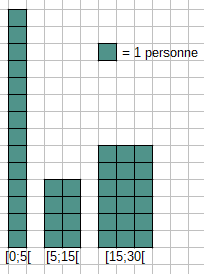 = 1 personne
[0;5[ [5;15[ [15;30[